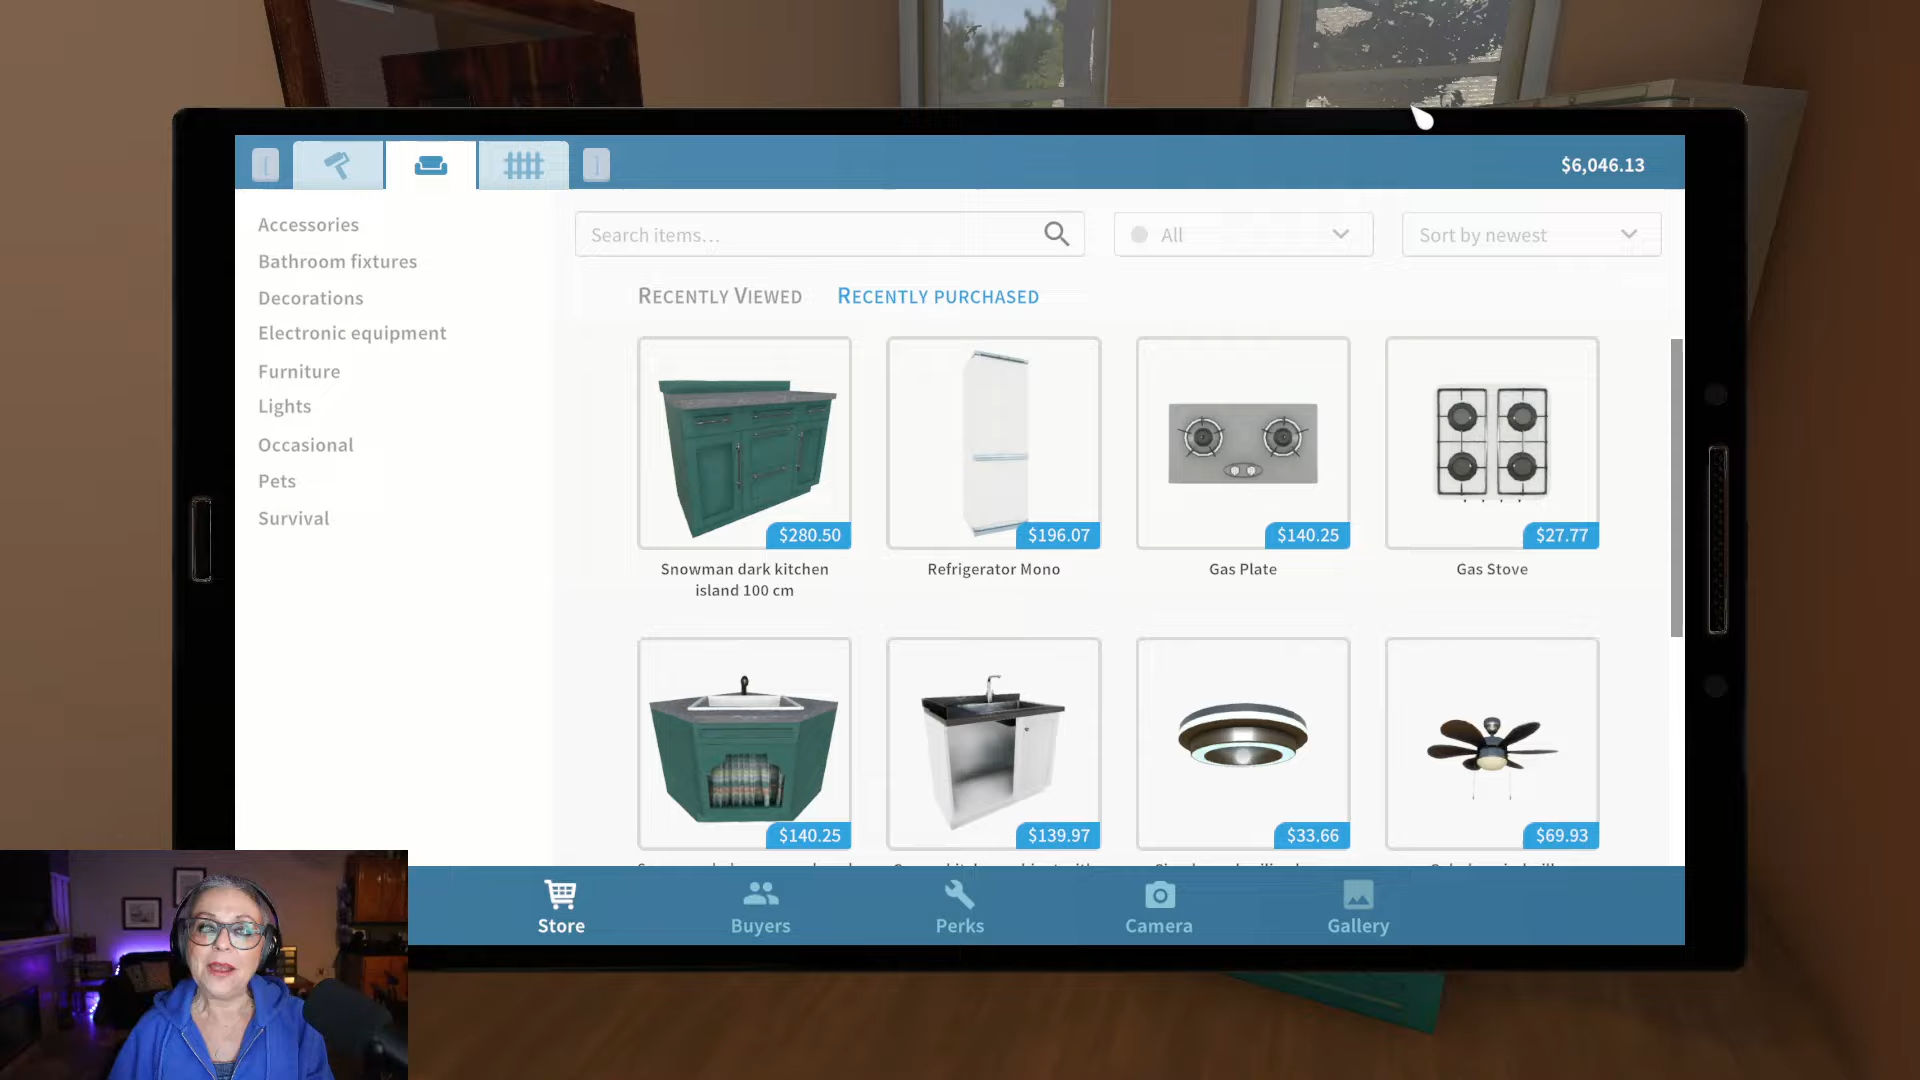 $6,046.13
Accessories
Bathroom fixtures
Decorations
Electronic equipment
Furniture
Lights
Occasional
Pets
Survival
Search items...
All
Sort by newest
RECENTLY VIEWED
RECENTLY PURCHASED
$280.50
$196.07
$140.25
$27.77
Snowman dark kitchen
island 100 cm
Refrigerator Mono
Gas Plate
Gas Stove
$140.25
$139.97
$33.66
$69.93
Store
Buyers
Perks
Camera
Gallery